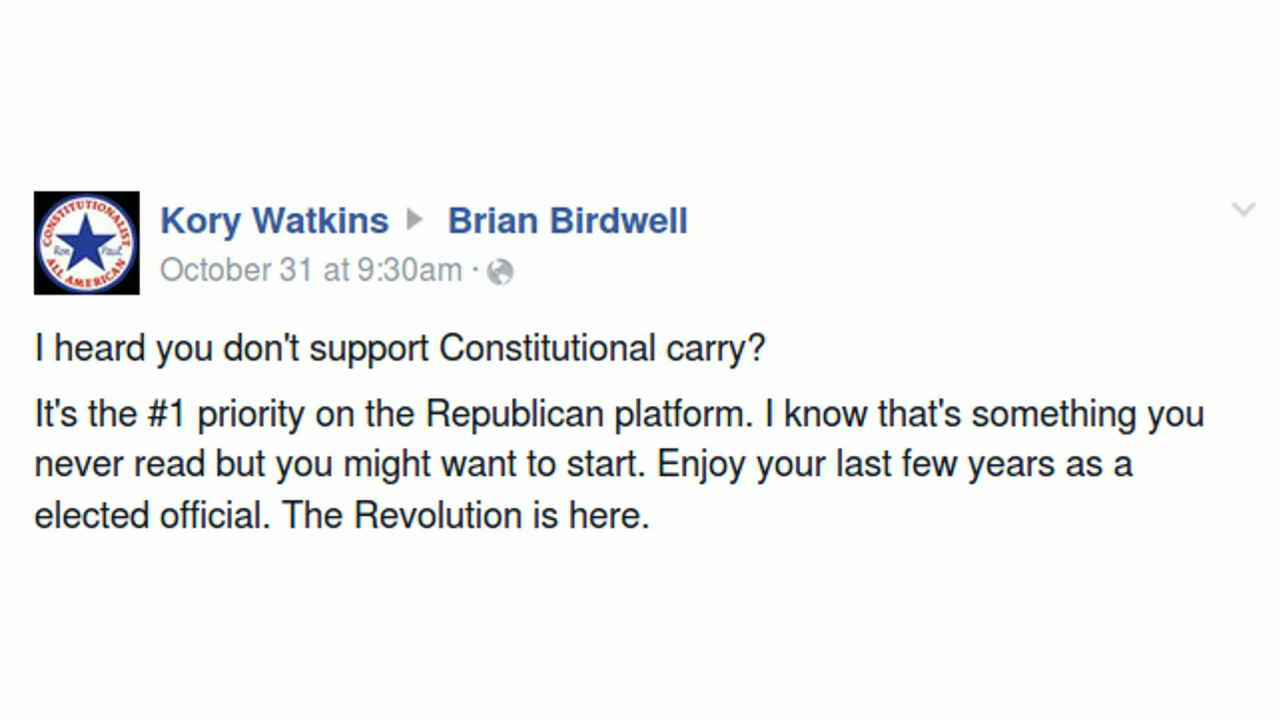 CONSTITUTIONALIST
Ron Paul
ALL AMERICAN
Kory Watkins Brian Birdwell
October 31 at 9:30am ·
I heard you don't support Constitutional carry?
It's the #1 priority on the Republican platform. I know that's something you
never read but you might want to start. Enjoy your last few years as a
elected official. The Revolution is here.